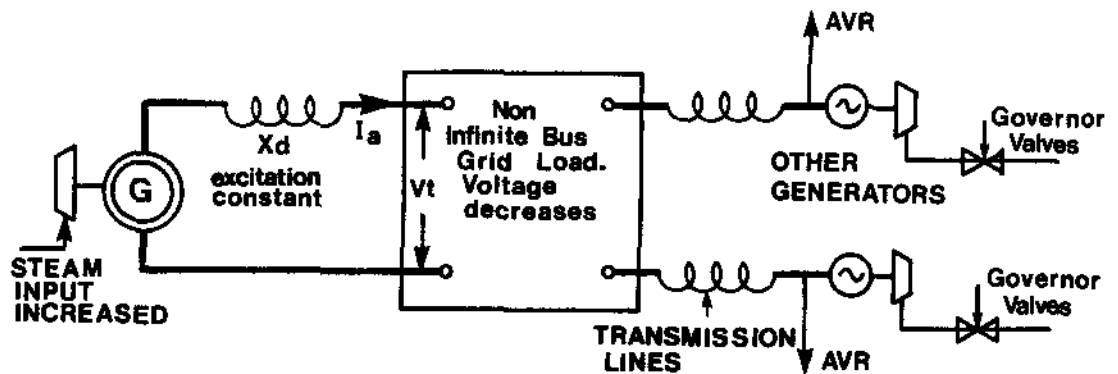 AVR
Xd
Ia
excitation
constant
G
Vt
STEAM
INPUT
INCREASED
Non
Infinite Bus
Grid Load.
Voltage
decreases
OTHER
GENERATORS
Governor
Valves
Governor
Valves
TRANSMISSION
LINES
AVR